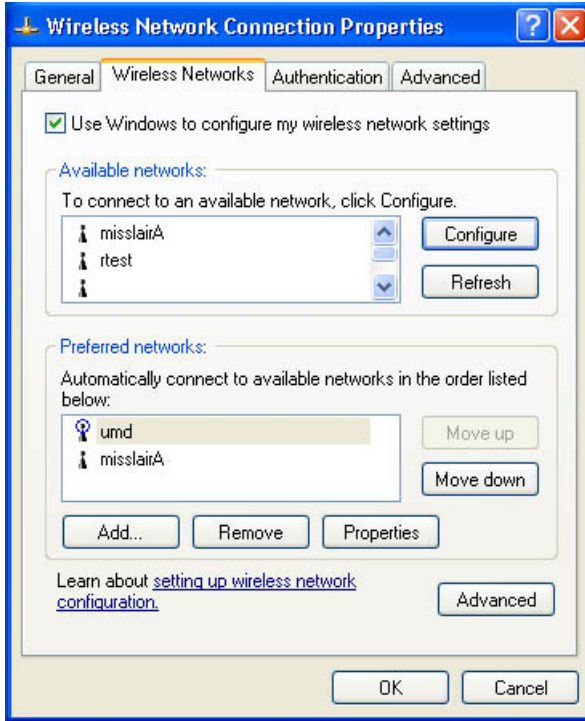 Wireless Network Connection Properties
General Wireless Networks Authentication Advanced
Use Windows to configure my wireless network settings
Available networks:
To connect to an available network, click Configure.
misslairA
rtest
Configure
Refresh
Preferred networks:
Automatically connect to available networks in the order listed
below:
umd
misslairA
Move up
Move down
Add... Remove Properties
Learn about setting up wireless network
configuration.
Advanced
OK Cancel